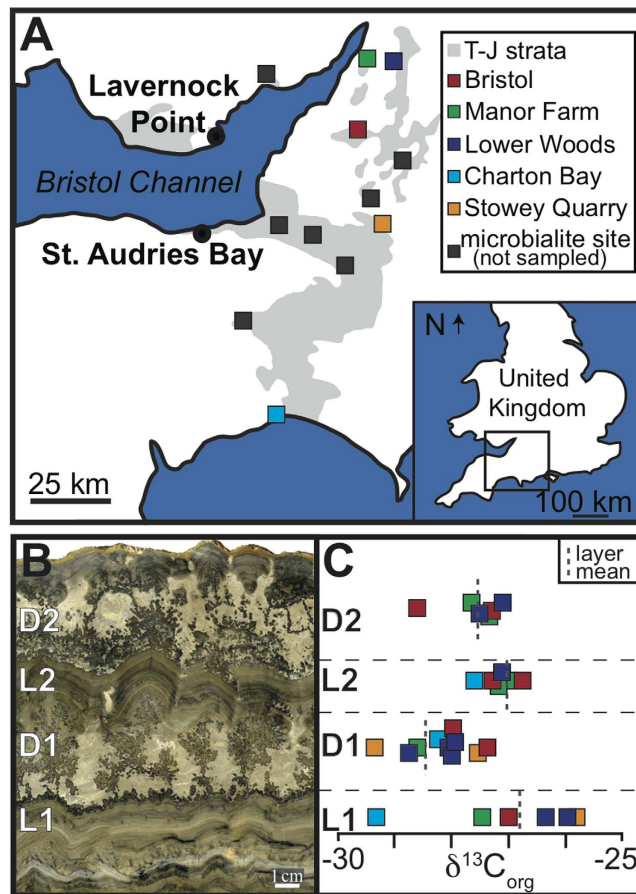 A
Lavernock
Point
Bristol Channel
St. Audries Bay
25 km
T-J strata
Bristol
Manor Farm
Lower Woods
Charton Bay
Stowey Quarry
microbialite site
(not sampled)
N ↑
United
Kingdom
100 km
B
D2
L2
D1
L1
1 cm
C
layer
mean
D2
L2
D1
L1
-30
δ¹³C_org
-25